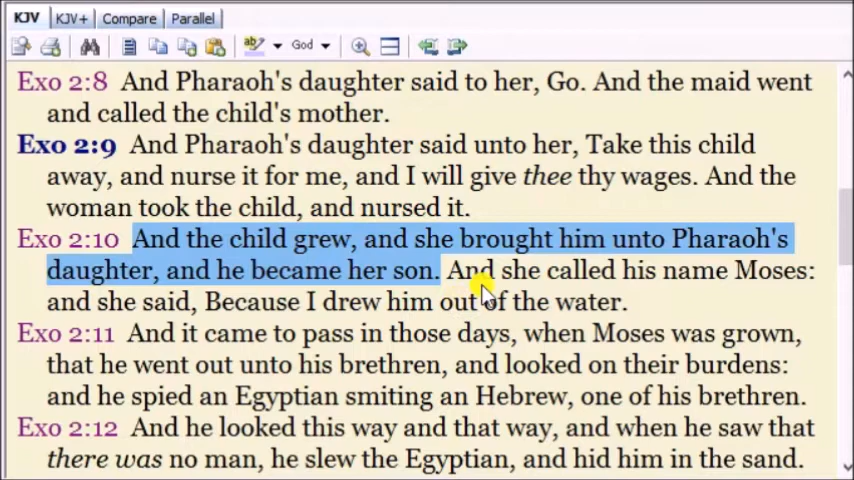 KJV KJV+ Compare Parallel
ab God
Exo 2:8 And Pharaoh's daughter said to her, Go. And the maid went
and called the child's mother.
Exo 2:9 And Pharaoh's daughter said unto her, Take this child
away, and nurse it for me, and I will give thee thy wages. And the
woman took the child, and nursed it.
Exo 2:10 And the child grew, and she brought him unto Pharaoh's
daughter, and he became her son. And she called his name Moses:
and she said, Because I drew him out of the water.
Exo 2:11 And it came to pass in those days, when Moses was grown,
that he went out unto his brethren, and looked on their burdens:
and he spied an Egyptian smiting an Hebrew, one of his brethren.
Exo 2:12 And he looked this way and that way, and when he saw that
there was no man, he slew the Egyptian, and hid him in the sand.